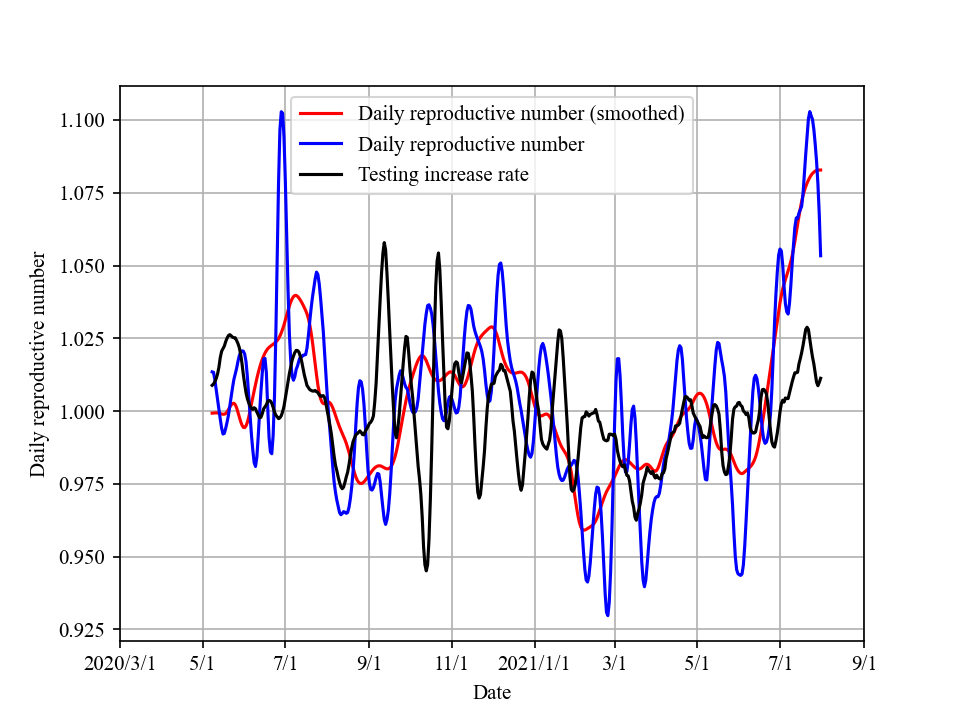 Daily reproductive number (smoothed)
Daily reproductive number
Testing increase rate
Daily reproductive number
1.100
1.075
1.050
1.025
1.000
0.975
0.950
0.925
2020/3/1 5/1 7/1 9/1 11/1 2021/1/1 3/1 5/1 7/1 9/1
Date